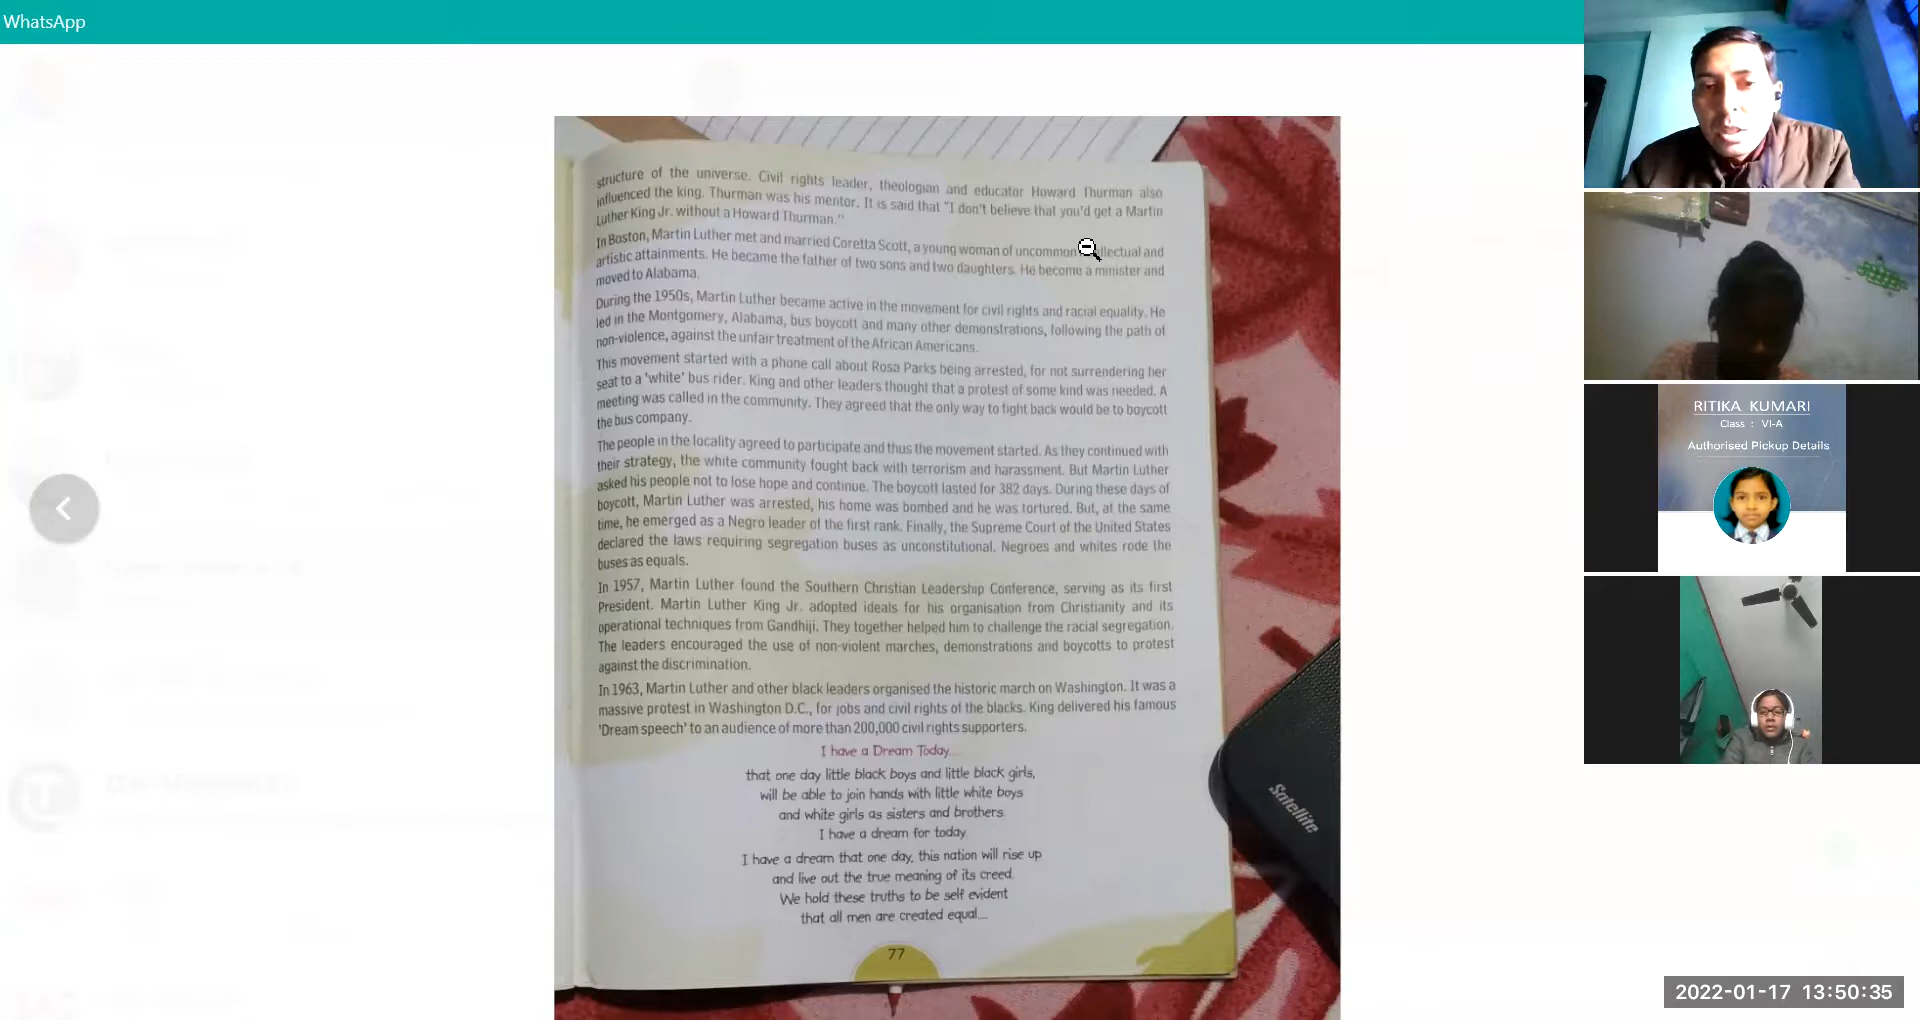 WhatsApp
structure of the universe. Civil rights leader, theologian and educator Howard Thurman also
influenced the king. Thurman was his mentor. It is said that "I don't believe that you'd get a Martin
Luther King Jr. without a Howard Thurman."
In Boston, Martin Luther met and married Coretta Scott, a young woman of uncommon and
artistic attainments. He became the father of two sons and two daughters. He become a minister and
moved to Alabama.
During the 1950s, Martin Luther became active in the movement for civil rights and racial equality. He
led in the Montgomery, Alabama, bus boycott and many other demonstrations, following the path of
non-violence, against the unfair treatment of the African Americans.
This movement started with a phone call about Rosa Parks being arrested, for not surrendering her
seat to a 'white' bus rider. King and other leaders thought that a protest of some kind was needed. A
meeting was called in the community. They agreed that the only way to fight back would be to boycott
the bus company.
The people in the locality agreed to participate and thus the movement started. As they continued with
their strategy, the white community fought back with terrorism and harassment. But Martin Luther
asked his people not to lose hope and continue. The boycott lasted for 382 days. During these days of
boycott, Martin Luther was arrested, his home was bombed and he was tortured. But, at the same
time, he emerged as a Negro leader of the first rank. Finally, the Supreme Court of the United States
declared the laws requiring segregation buses as unconstitutional. Negroes and whites rode the
buses as equals.
In 1957, Martin Luther found the Southern Christian Leadership Conference, serving as its first
President. Martin Luther King Jr. adopted ideals for his organisation from Christianity and its
operational techniques from Gandhiji. They together helped him to challenge the racial segregation.
The leaders encouraged the use of non-violent marches, demonstrations and boycotts to protest
against the discrimination.
In 1963, Martin Luther and other black leaders organised the historic march on Washington. It was a
massive protest in Washington D.C., for jobs and civil rights of the blacks. King delivered his famous
'Dream speech' to an audience of more than 200,000 civil rights supporters.
I have a Dream Today...
that one day little black boys and little black girls,
will be able to join hands with little white boys
and white girls as sisters and brothers.
I have a dream for today.
I have a dream that one day, this nation will rise up
and live out the true meaning of its creed.
We hold these truths to be self evident
that all men are created equal....
77
Satellite
RITIKA KUMARI
Class : VI-A
Authorised Pickup Details
2022-01-17 13:50:35